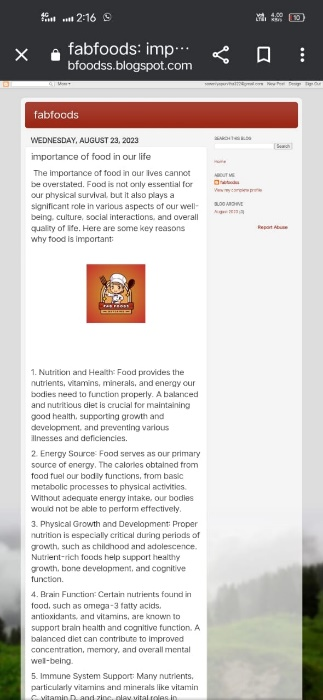 2:16
4.00
10
fabfoods: imp···
bfoodss.blogspot.com
More
New Post Design Sign Out
fabfoods
WEDNESDAY, AUGUST 23, 2023
importance of food in our life
The importance of food in our lives cannot
be overstated. Food is not only essential for
our physical survival, but it also plays a
significant role in various aspects of our well-
being, culture, social interactions, and overall
quality of life. Here are some key reasons
why food is important:
FAB FOODS
1. Nutrition and Health: Food provides the
nutrients, vitamins, minerals, and energy our
bodies need to function properly. A balanced
and nutritious diet is crucial for maintaining
good health, supporting growth and
development, and preventing various
illnesses and deficiencies.
2. Energy Source: Food serves as our primary
source of energy. The calories obtained from
food fuel our bodily functions, from basic
metabolic processes to physical activities.
Without adequate energy intake, our bodies
would not be able to perform effectively.
3. Physical Growth and Development: Proper
nutrition is especially critical during periods of
growth, such as childhood and adolescence.
Nutrient-rich foods help support healthy
growth, bone development, and cognitive
function.
4. Brain Function: Certain nutrients found in
food, such as omega-3 fatty acids,
antioxidants, and vitamins, are known to
support brain health and cognitive function. A
balanced diet can contribute to improved
concentration, memory, and overall mental
well-being.
5. Immune System Support: Many nutrients,
particularly vitamins and minerals like vitamin
C, vitamin D, and zinc, play vital roles in
SEARCH THIS BLOG
Search
Home
ABOUT ME
fabfoodss
View my complete profile
BLOG ARCHIVE
August 2023
Report Abuse